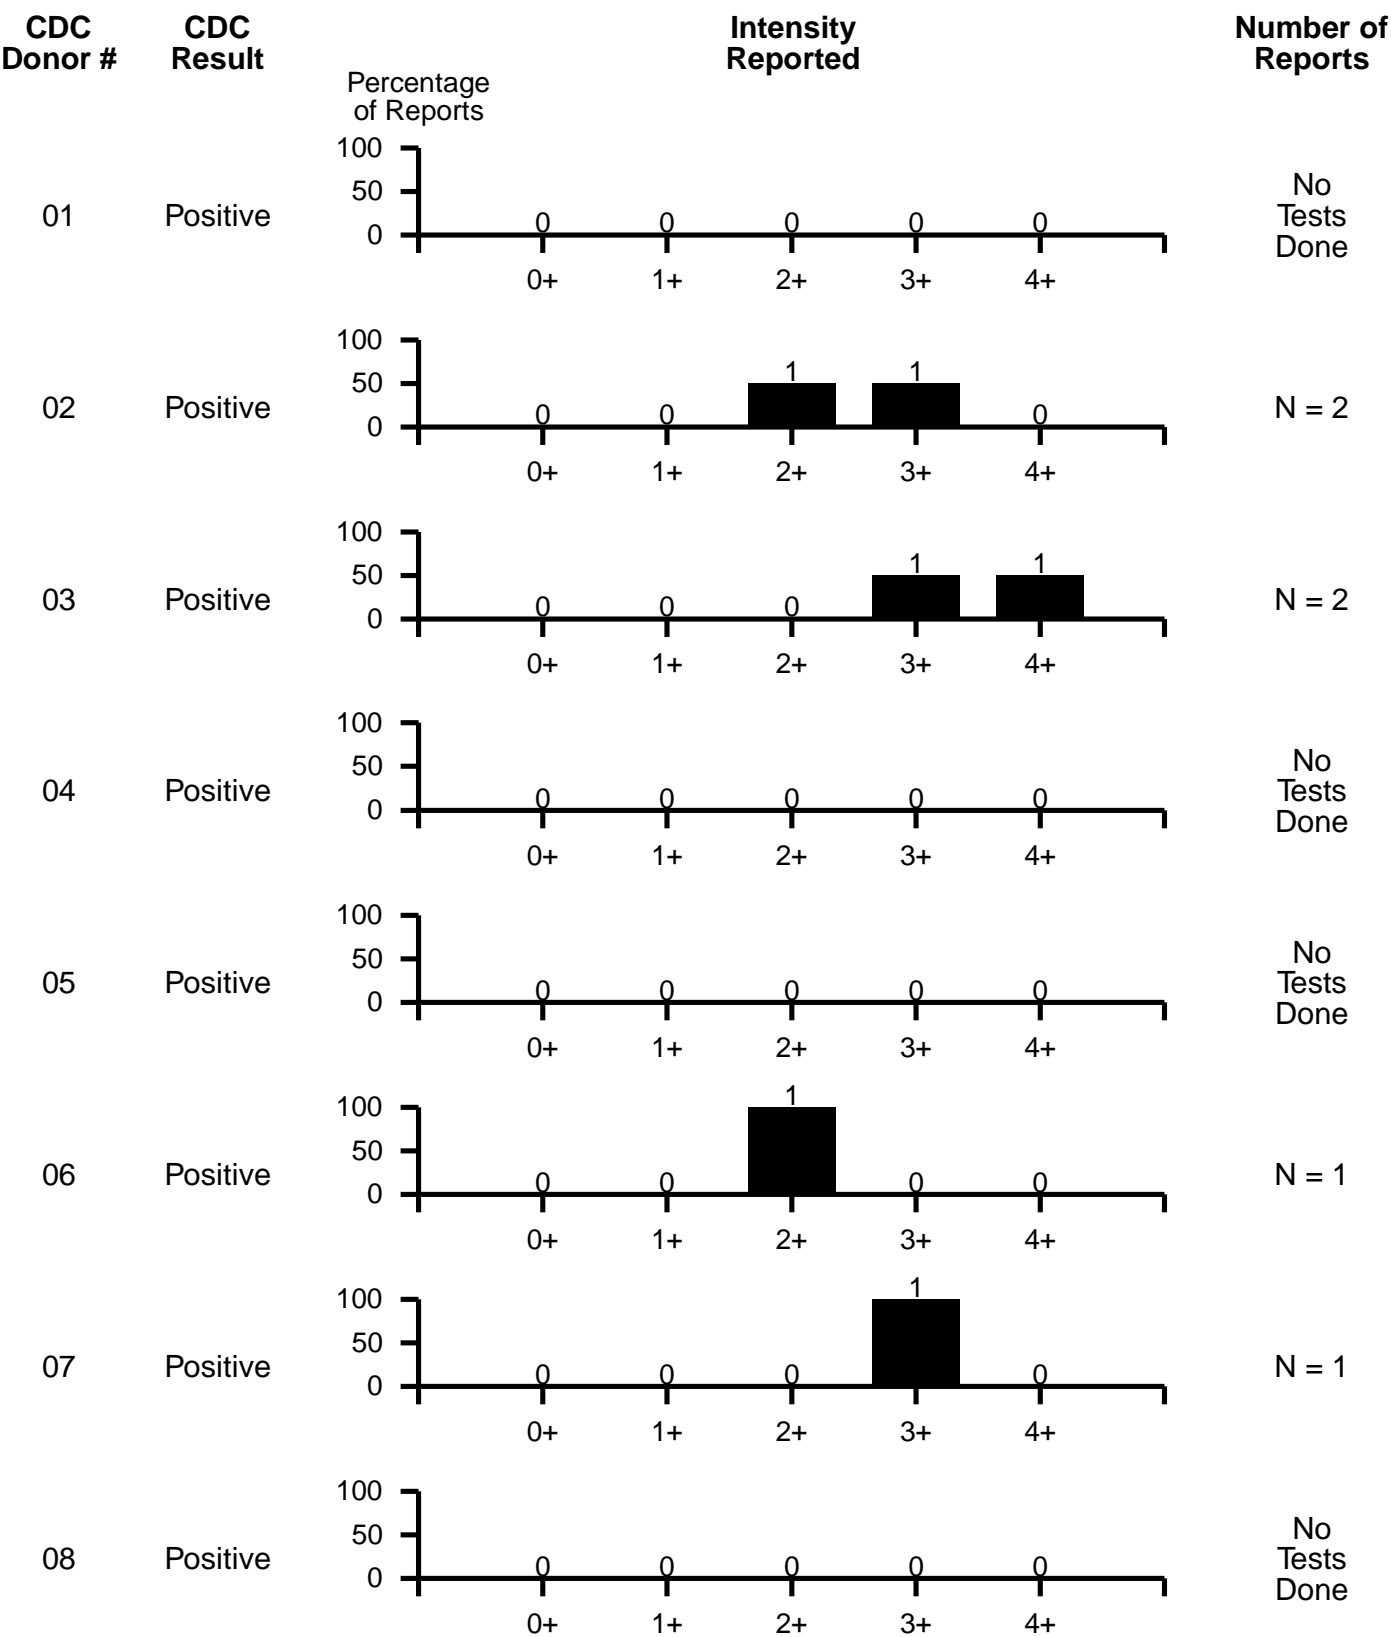 CDC
Donor #
CDC
Result
Intensity
Reported
Number of
Reports
Percentage
of Reports
100
50
0
01
Positive
0 0 0 0 0
0+ 1+ 2+ 3+ 4+
No
Tests
Done
100
50
0
02
Positive
0 0 1 1 0
0+ 1+ 2+ 3+ 4+
N = 2
100
50
0
03
Positive
0 0 0 1 1
0+ 1+ 2+ 3+ 4+
N = 2
100
50
0
04
Positive
0 0 0 0 0
0+ 1+ 2+ 3+ 4+
No
Tests
Done
100
50
0
05
Positive
0 0 0 0 0
0+ 1+ 2+ 3+ 4+
No
Tests
Done
100
50
0
06
Positive
0 0 1 0 0
0+ 1+ 2+ 3+ 4+
N = 1
100
50
0
07
Positive
0 0 0 1 0
0+ 1+ 2+ 3+ 4+
N = 1
100
50
0
08
Positive
0 0 0 0 0
0+ 1+ 2+ 3+ 4+
No
Tests
Done